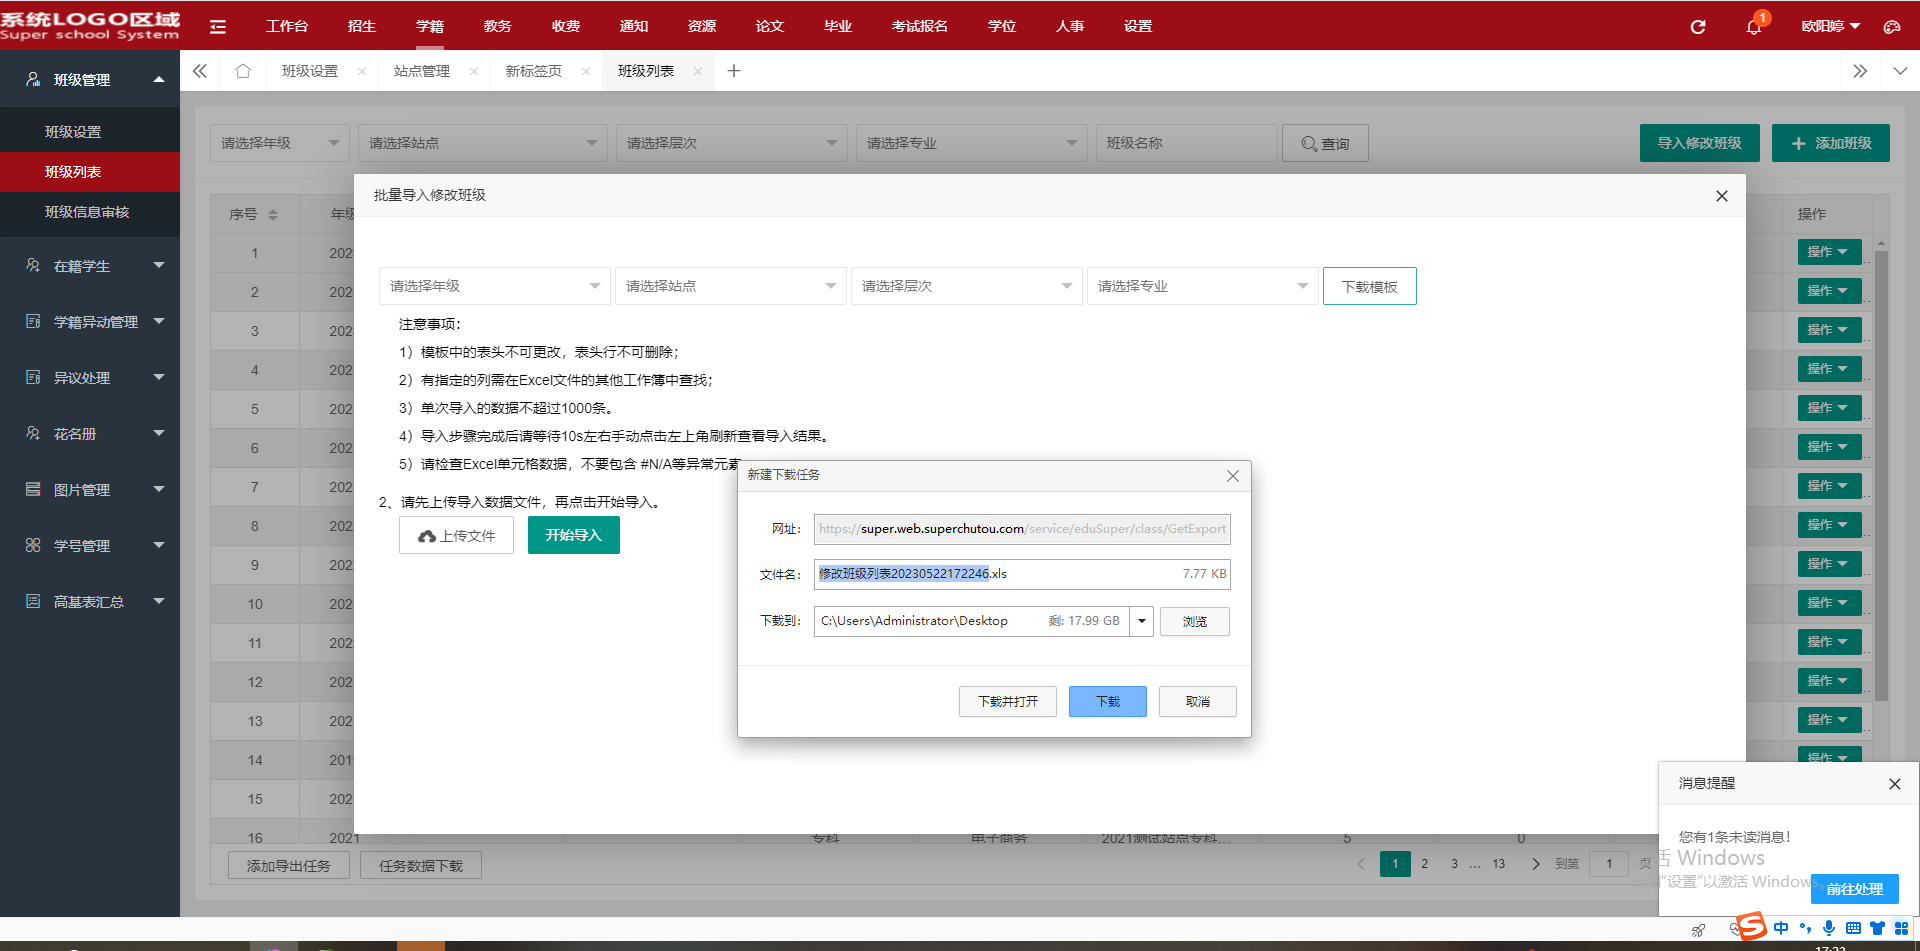 系统LOGO区域
Super school System
工作台 招生 学籍 教务 收费 通知 资源 论文 毕业 考试报名 学位 人事 设置
1
欧阳婷
班级设置 站点管理 新标签页 班级列表
班级管理
班级设置
班级列表
班级信息审核
在籍学生
学籍异动管理
异议处理
花名册
图片管理
学号管理
高基表汇总
请选择年级 请选择站点 请选择层次 请选择专业 班级名称 查询 导入修改班级 添加班级
序号 年级 操作
1 202 操作
2 202 操作
3 202 操作
4 202 操作
5 202 操作
6 202 操作
7 202 操作
8 202 操作
9 202 操作
10 202 操作
11 202 操作
12 202 操作
13 202 操作
14 201 操作
15 202
16 2021 专科 电子商务 2021测试站点专科... 5 0
批量导入修改班级
请选择年级 请选择站点 请选择层次 请选择专业 下载模板
注意事项：
1）模板中的表头不可更改，表头行不可删除；
2）有指定的列需在Excel文件的其他工作簿中查找；
3）单次导入的数据不超过1000条。
4）导入步骤完成后请等待10s左右手动点击左上角刷新查看导入结果。
5）请检查Excel单元格数据，不要包含 #N/A等异常元素
2、请先上传导入数据文件，再点击开始导入。
上传文件 开始导入
新建下载任务
网址： https://super.web.superchutou.com/service/eduSuper/class/GetExport
文件名： 修改班级列表20230522172246.xls 7.77 KB
下载到： C:\Users\Administrator\Desktop 剩: 17.99 GB 浏览
下载并打开 下载 取消
添加导出任务 任务数据下载
1 2 3 ... 13 到第 1 页
消息提醒
您有1条未读消息！
活 Windows
"设置"以激活 Windows
前往处理
中
17:23